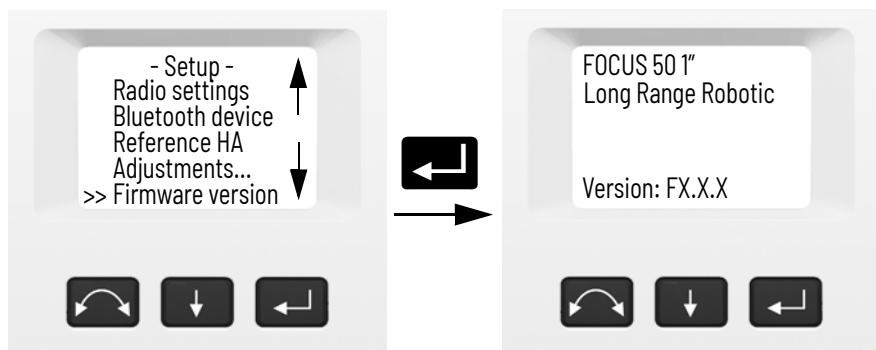 - Setup -
Radio settings
Bluetooth device
Reference HA
Adjustments...
>> Firmware version
FOCUS 50 1″
Long Range Robotic
Version: FX.X.X